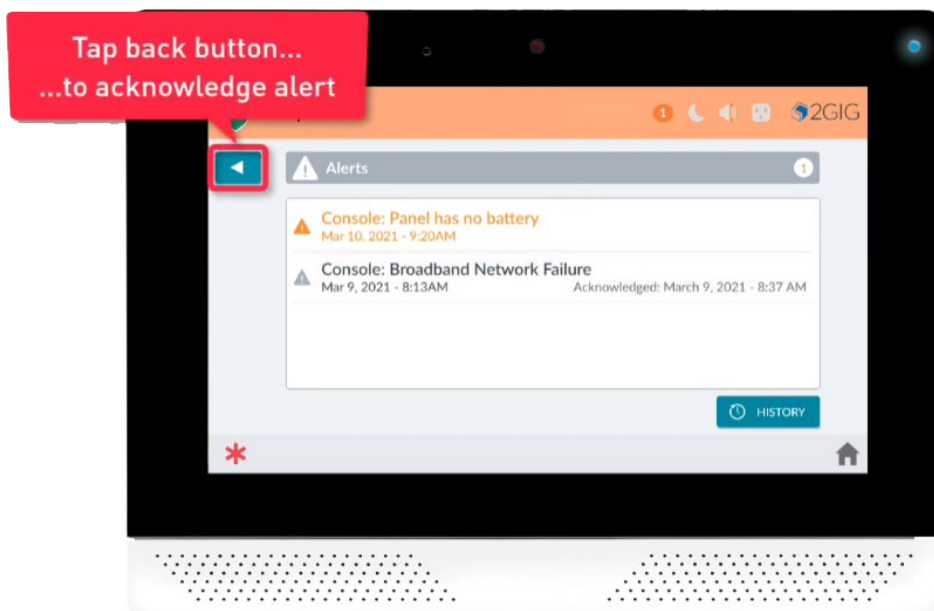 Tap back button...
...to acknowledge alert
1
2GIG
Alerts
1
Console: Panel has no battery
Mar 10, 2021 - 9:20AM
Console: Broadband Network Failure
Mar 9, 2021 - 8:13AM
Acknowledged: March 9, 2021 - 8:37 AM
HISTORY